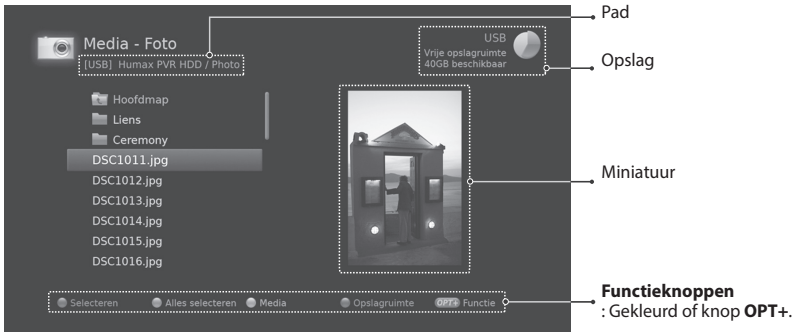 Media - Foto
[USB] Humax PVR HDD / Photo
USB
Vrije opslagruimte
40GB beschikbaar
Pad
Opslag
Hoofdmap
Liens
Ceremony
DSC1011.jpg
DSC1012.jpg
DSC1013.jpg
DSC1014.jpg
DSC1015.jpg
DSC1016.jpg
Miniatuur
Selecteren
Alles selecteren
Media
Opslagruimte
OPT+ Functie
Functieknoppen
: Gekleurd of knop OPT+.